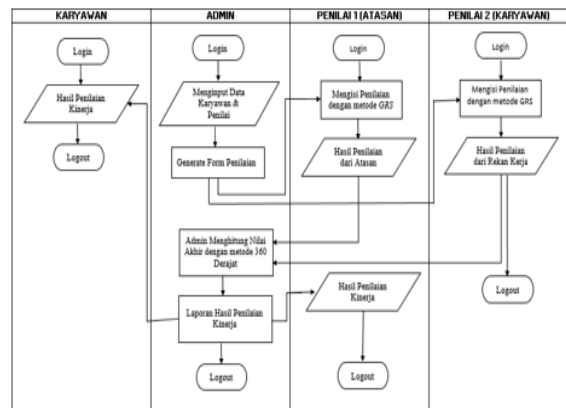 KARYAWAN
ADMIN
PENILAI 1 (ATASAN)
PENILAI 2 (KARYAWAN)
Login
Hasil Penilaian
Kinerja
Logout
Login
Menginput Data
Karyawan &
Penilai
Generate Form Penilaian
Admin Menghitung Nilai
Akhir dengan metode 360
Derajat
Laporan Hasil Penilaian
Kinerja
Logout
Login
Mengisi Penilaian
dengan metode GRS
Hasil Penilaian
dari Atasan
Hasil Penilaian
Kinerja
Logout
Login
Mengisi Penilaian
dengan metode GRS
Hasil Penilaian
dari Rekan Kerja
Logout